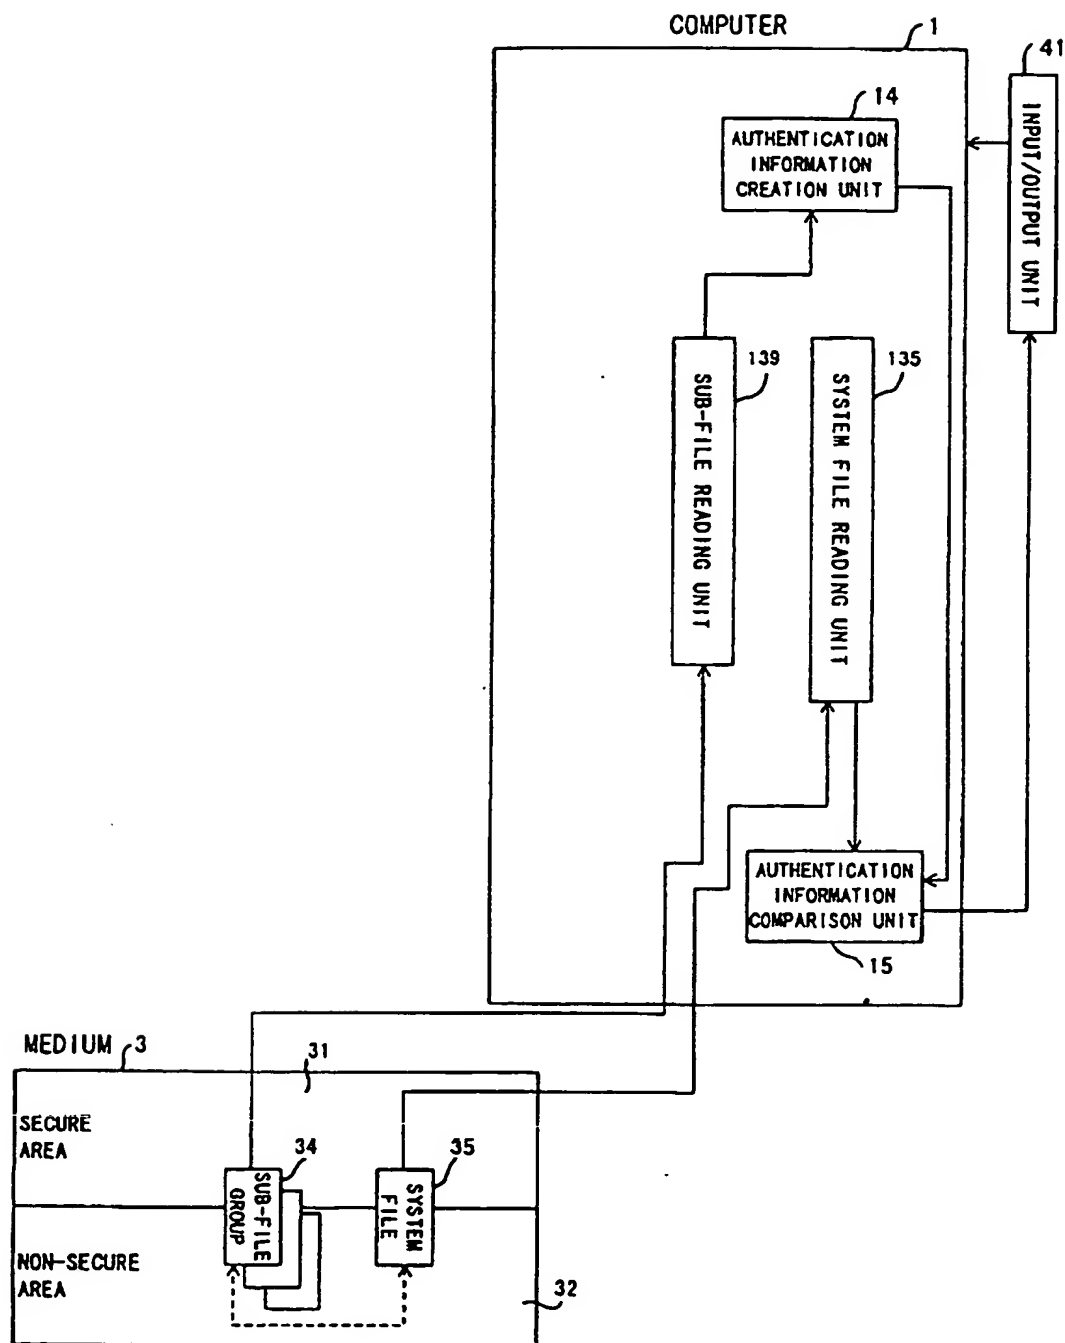 COMPUTER
1
41
14
AUTHENTICATION
INFORMATION
CREATION UNIT
INPUT/OUTPUT UNIT
139
135
SUB-FILE READING UNIT
SYSTEM FILE READING UNIT
AUTHENTICATION
INFORMATION
COMPARISON UNIT
15
MEDIUM
3
31
SECURE
AREA
34
35
SUB-FILE
GROUP
SYSTEM
FILE
NON-SECURE
AREA
32